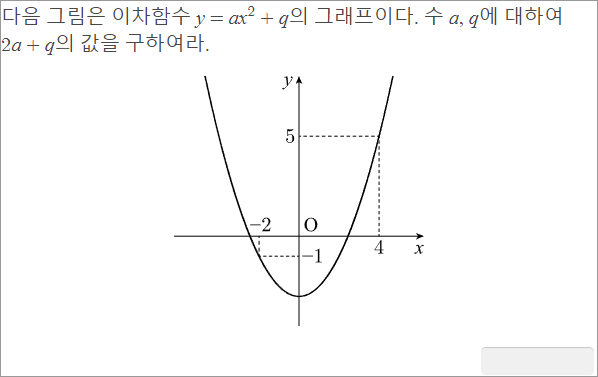 다음 그림은 이차함수 y = ax² + q의 그래프이다. 수 a, q에 대하여
2a + q의 값을 구하여라.
y
5
−2 O
4 x
−1